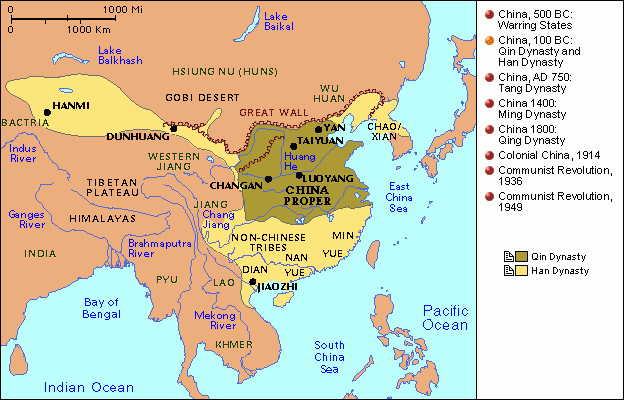 0 1000 Mi
0 1000 Km
Lake
Baikal
Lake
Balkhash
HSIUNG NU (HUNS)
WU
HUAN
GOBI DESERT
HANMI
GREAT WALL
BACTRIA
DUNHUANG
YAN
CHAO/
XIAN
TAIYUAN
Indus
River
WESTERN
JIANG
Huang
He
CHANGAN
LUOYANG
TIBETAN
PLATEAU
CHINA
PROPER
East
China
Sea
JIANG
Ganges
River
HIMALAYAS
Chang
Jiang
NON-CHINESE
TRIBES
MIN
Brahmaputra
River
INDIA
NAN
YUE
DIAN
YUE
PYU
LAO
JIAOZHI
Bay of
Bengal
Mekong
River
Pacific
Ocean
KHMER
South
China
Sea
Indian Ocean
China, 500 BC:
Warring States
China, 100 BC:
Qin Dynasty and
Han Dynasty
China, AD 750:
Tang Dynasty
China 1400:
Ming Dynasty
China 1800:
Qing Dynasty
Colonial China, 1914
Communist Revolution,
1936
Communist Revolution,
1949
Qin Dynasty
Han Dynasty